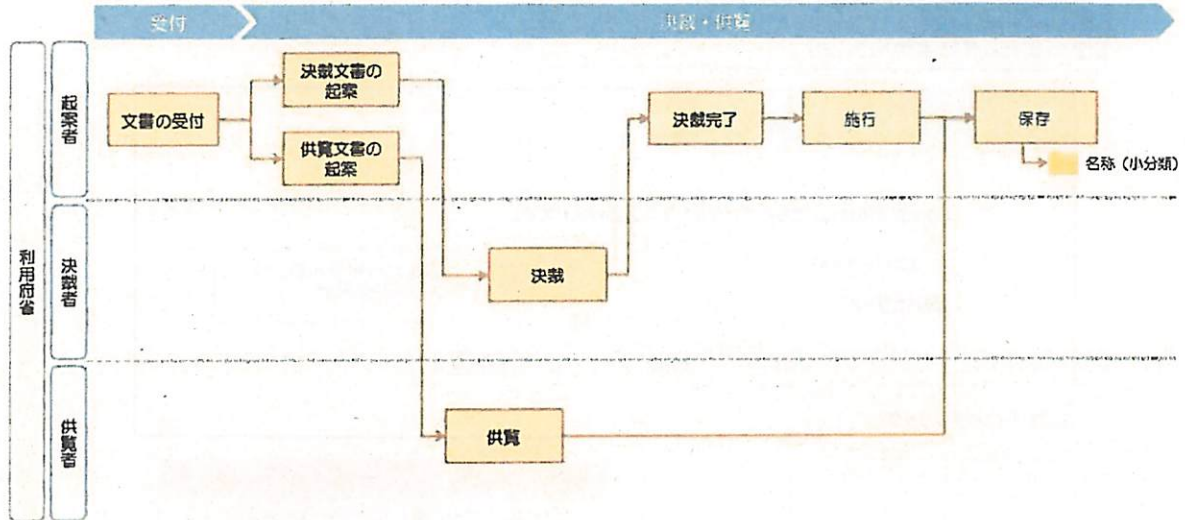 受付
決裁・供覧
利用府省
起案者
文書の受付
決裁文書の
起案
供覧文書の
起案
決裁完了
施行
保存
名称(小分類)
決裁者
決裁
供覧者
供覧